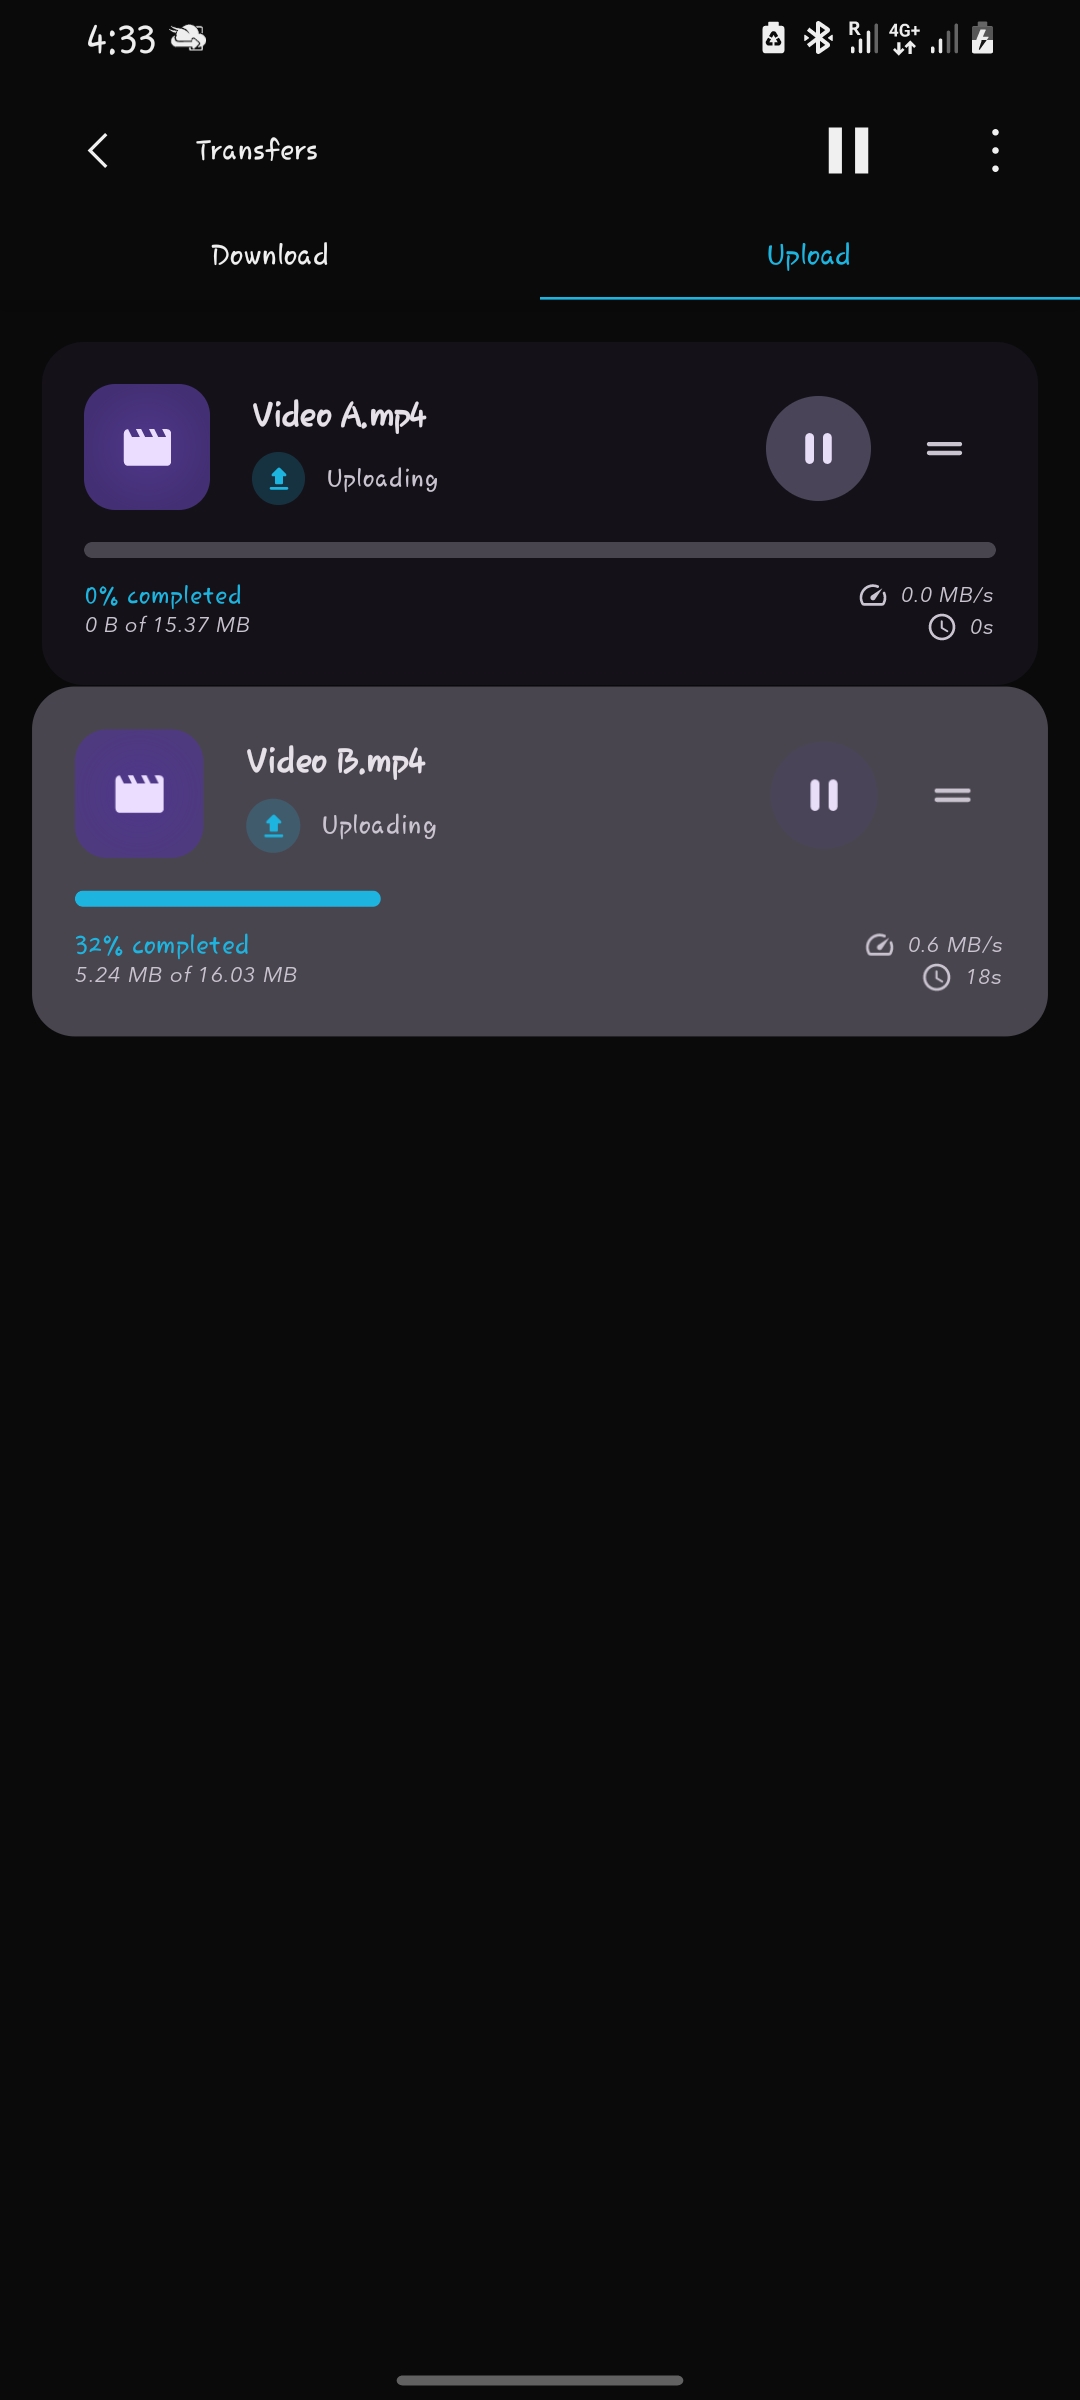 4:33
R 4G+
Transfers
Download Upload
Video A.mp4
Uploading
0% completed 0.0 MB/s
0 B of 15.37 MB 0s
Video B.mp4
Uploading
32% completed 0.6 MB/s
5.24 MB of 16.03 MB 18s